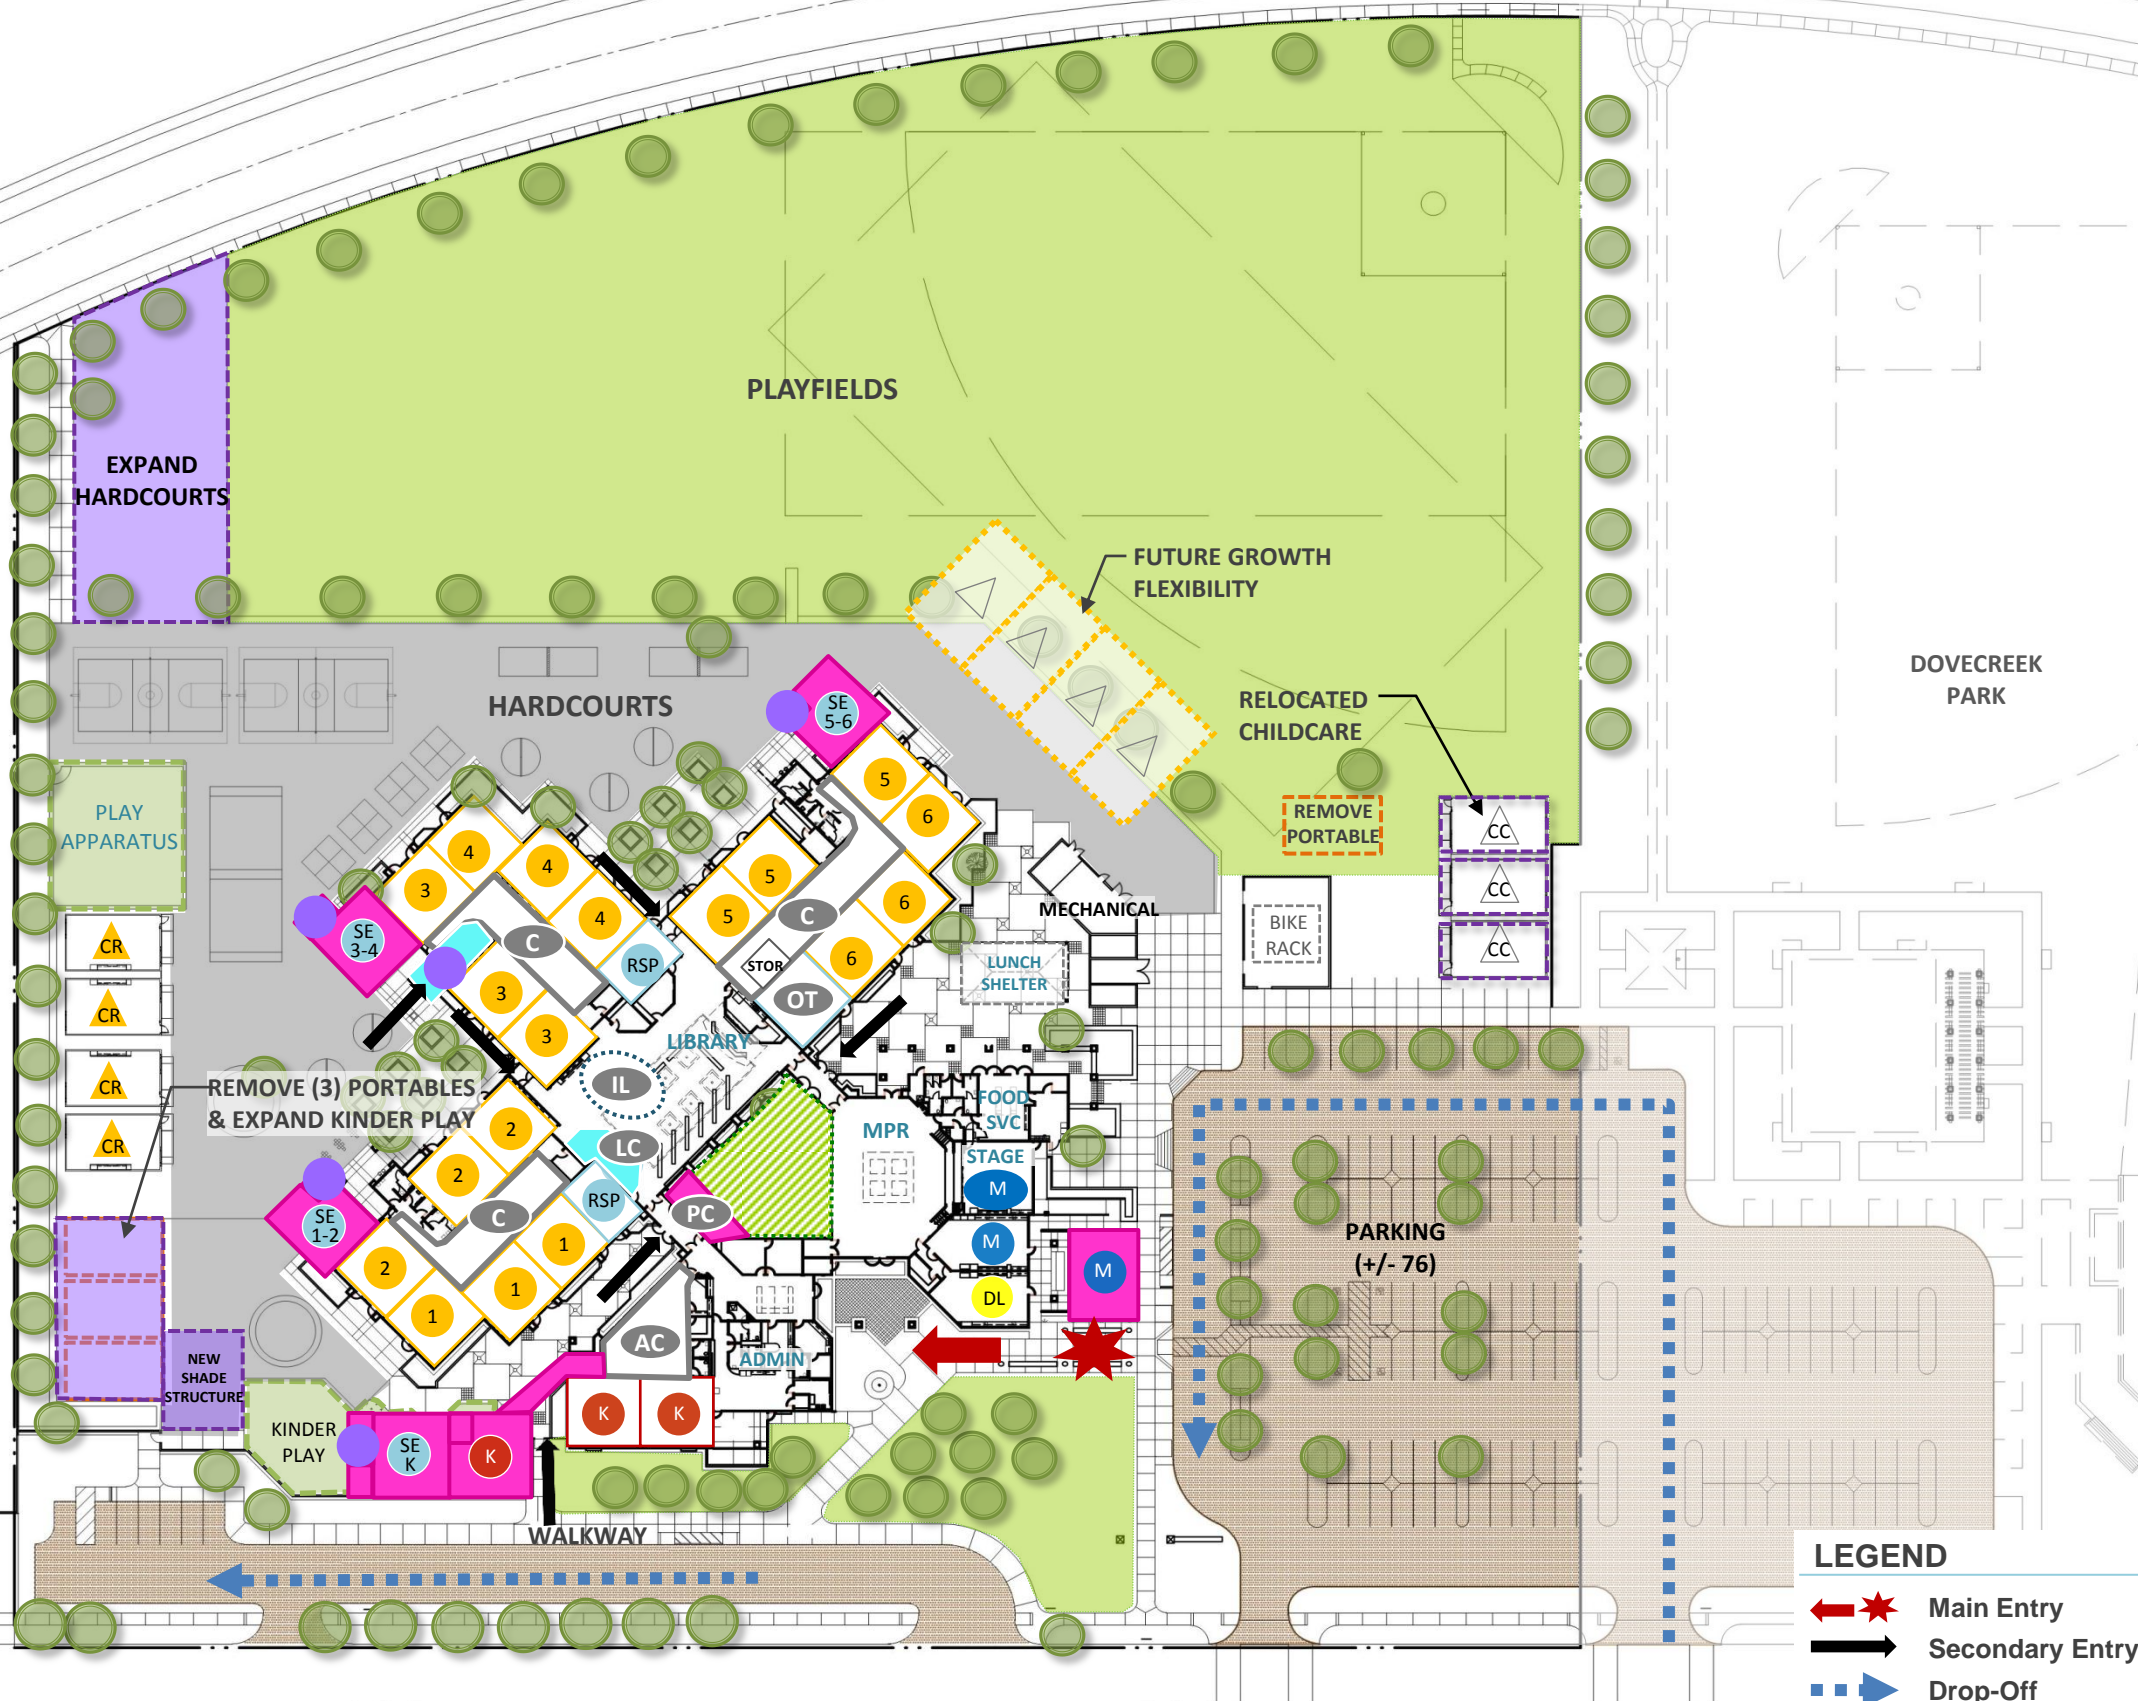 PLAYFIELDS
EXPAND
HARDCOURTS
FUTURE GROWTH
FLEXIBILITY
DOVECREEK
PARK
RELOCATED
CHILDCARE
HARDCOURTS
SE
5-6
5
6
REMOVE
PORTABLE
PLAY
APPARATUS
CC
CC
CC
4
4
3
4
5
5
6
6
C
C
SE
3-4
RSP
STOR
OT
MECHANICAL
BIKE
RACK
LUNCH
SHELTER
CR
CR
CR
CR
3
3
LIBRARY
IL
LC
REMOVE (3) PORTABLES
& EXPAND KINDER PLAY
2
2
C
RSP
PC
MPR
FOOD
SVC
STAGE
M
M
M
DL
SE
1-2
2
1
1
1
PARKING
(+/- 76)
AC
ADMIN
NEW
SHADE
STRUCTURE
KINDER
PLAY
SE
K
K
K
K
WALKWAY
LEGEND
Main Entry
Secondary Entry
Drop-Off